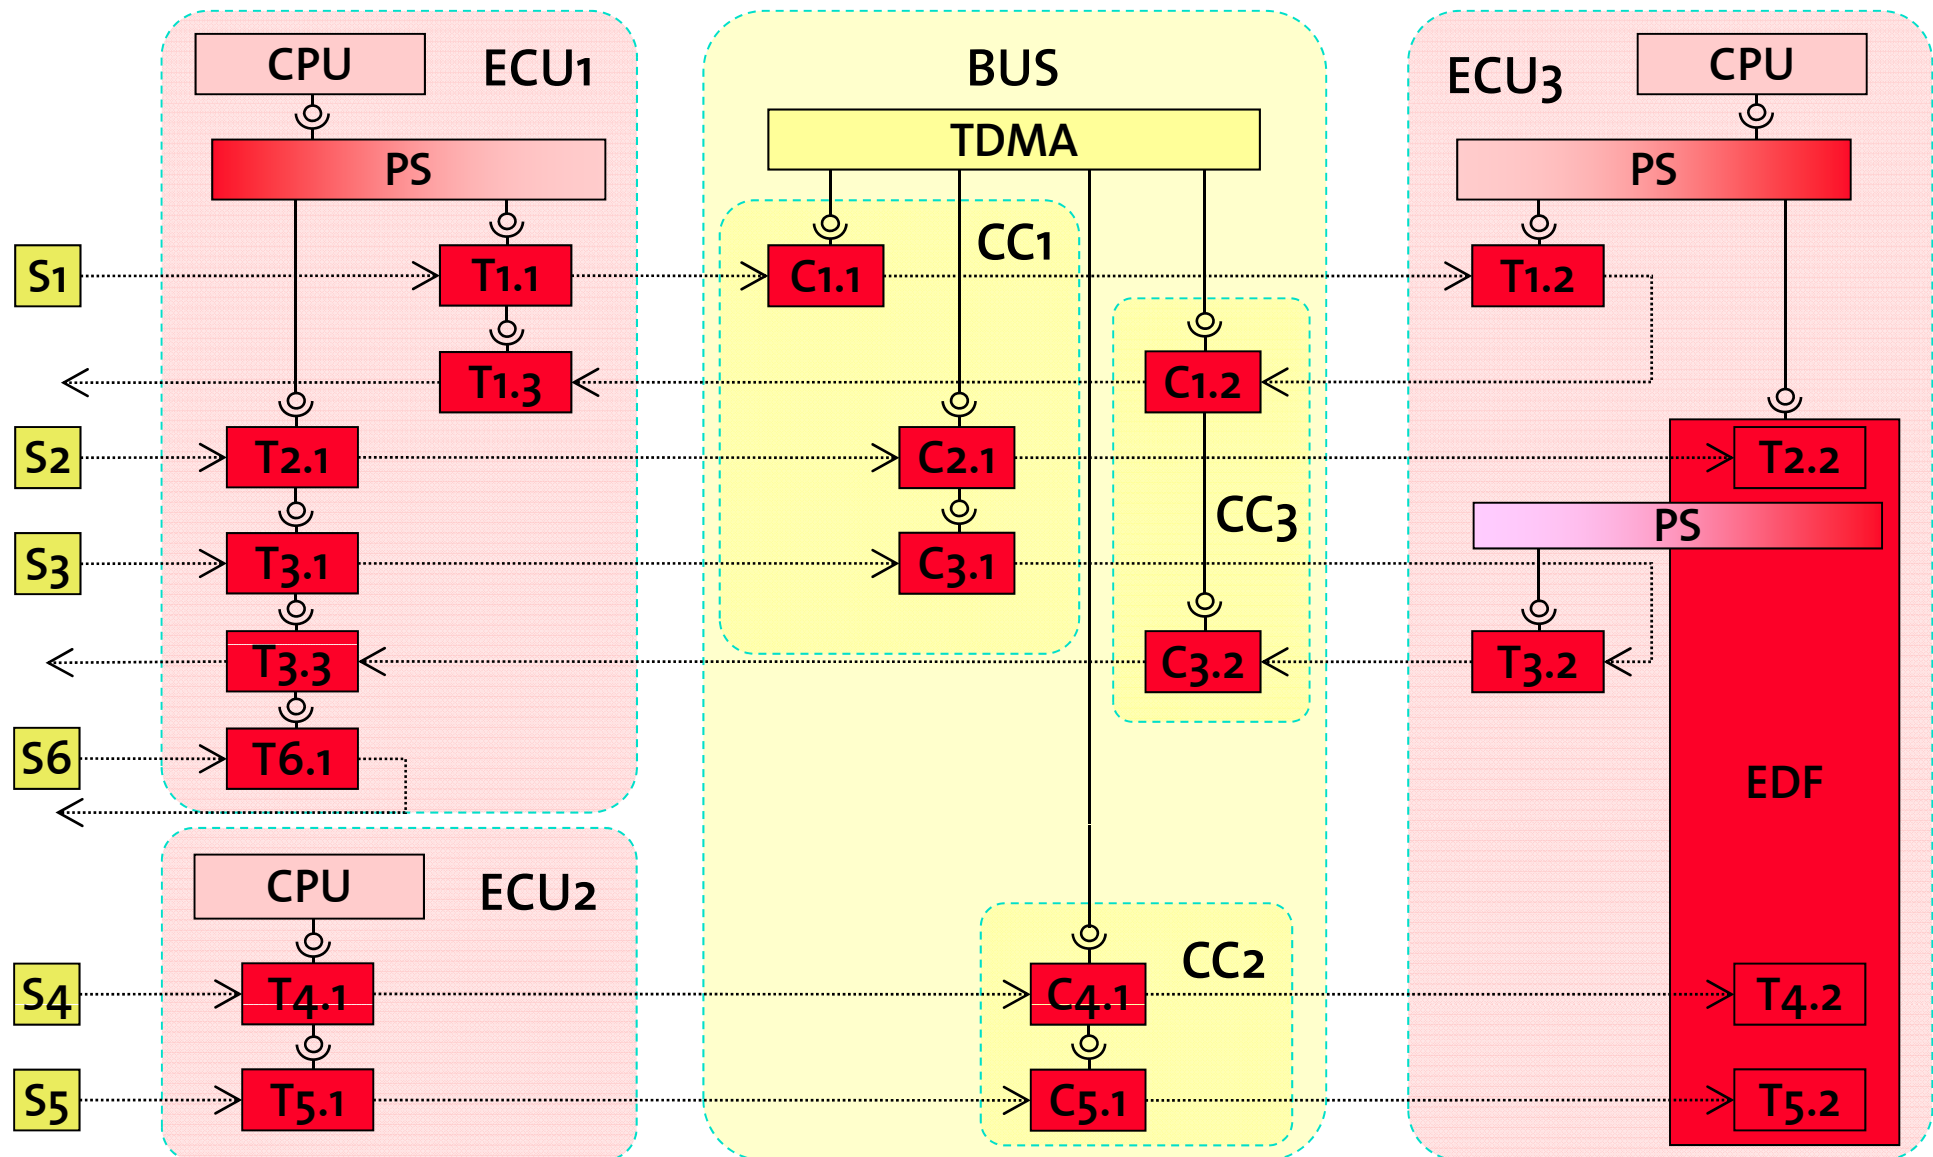 CPU
ECU1
BUS
ECU3
CPU
TDMA
PS
PS
CC1
S1
T1.1
C1.1
T1.2
T1.3
C1.2
S2
T2.1
C2.1
T2.2
CC3
PS
S3
T3.1
C3.1
T3.3
C3.2
T3.2
S6
T6.1
EDF
CPU
ECU2
CC2
S4
T4.1
C4.1
T4.2
S5
T5.1
C5.1
T5.2